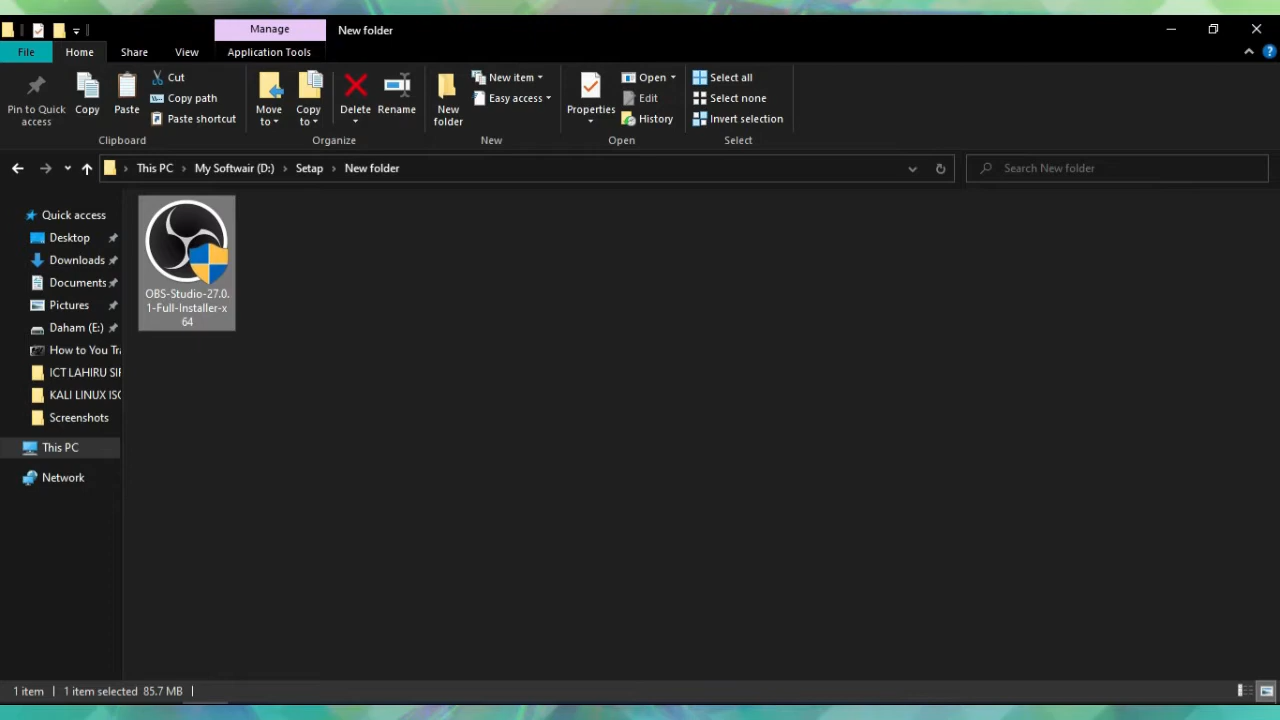 Manage
New folder
File
Home
Share
View
Application Tools
Pin to Quick
access
Copy
Paste
Cut
Copy path
Paste shortcut
Clipboard
Move
to
Copy
to
Delete
Rename
Organize
New
folder
New item
Easy access
New
Properties
Open
Edit
History
Open
Select all
Select none
Invert selection
Select
This PC
My Softwair (D:)
Setap
New folder
Search New folder
Quick access
Desktop
Downloads
Documents
Pictures
Daham (E:)
How to You Tra
ICT LAHIRU SIR
KALI LINUX ISO
Screenshots
This PC
Network
OBS-Studio-27.0.
1-Full-Installer-x
64
1 item
1 item selected 85.7 MB